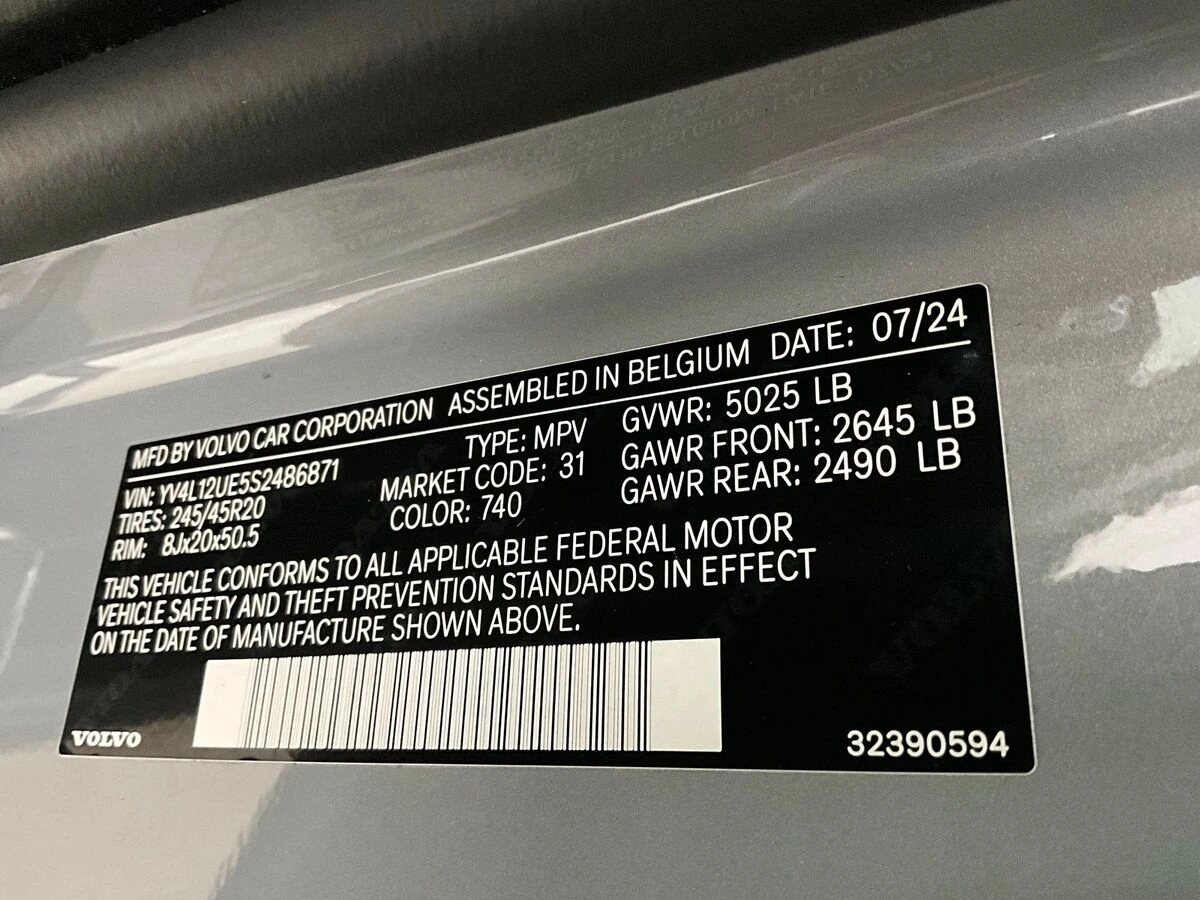 MFD BY VOLVO CAR CORPORATION ASSEMBLED IN BELGIUM DATE: 07/24
VIN: YV4L12UE5S2486871 TYPE: MPV GVWR: 5025 LB
TIRES: 245/45R20 MARKET CODE: 31 GAWR FRONT: 2645 LB
RIM: 8Jx20x50.5 COLOR: 740 GAWR REAR: 2490 LB
THIS VEHICLE CONFORMS TO ALL APPLICABLE FEDERAL MOTOR
VEHICLE SAFETY AND THEFT PREVENTION STANDARDS IN EFFECT
ON THE DATE OF MANUFACTURE SHOWN ABOVE.
VOLVO 32390594